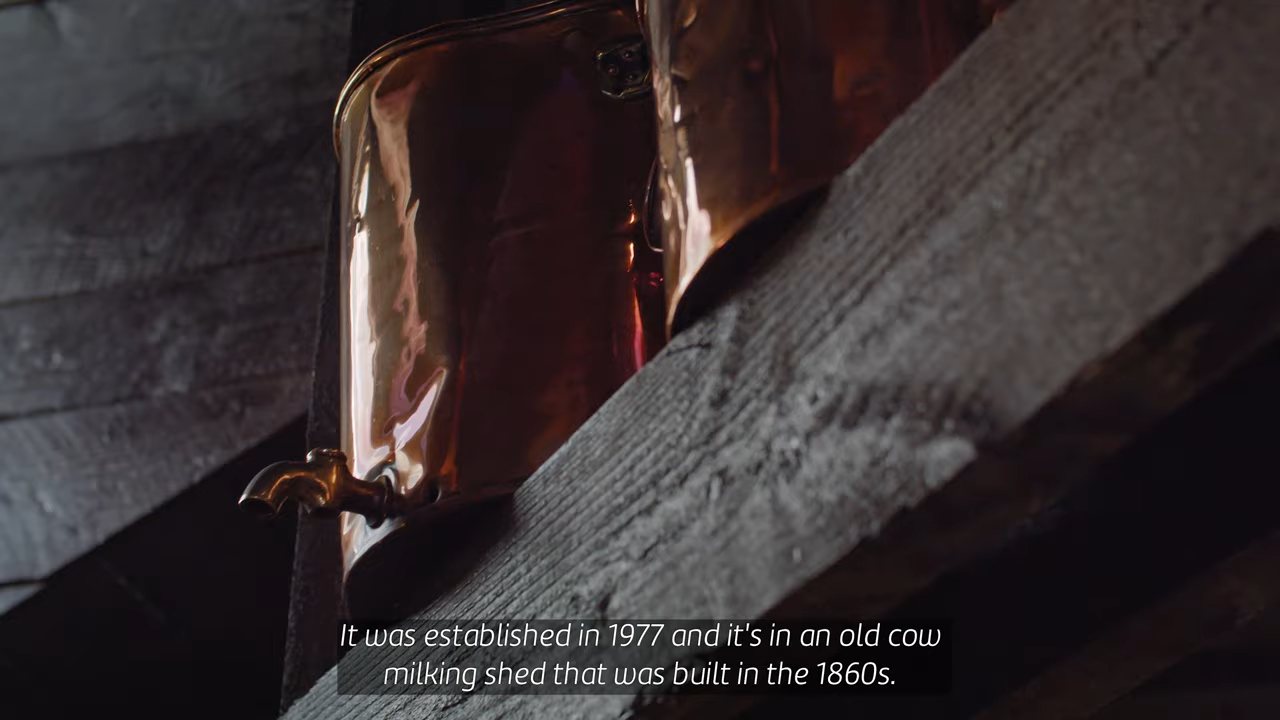 It was established in 1977 and it's in an old cow
milking shed that was built in the 1860s.